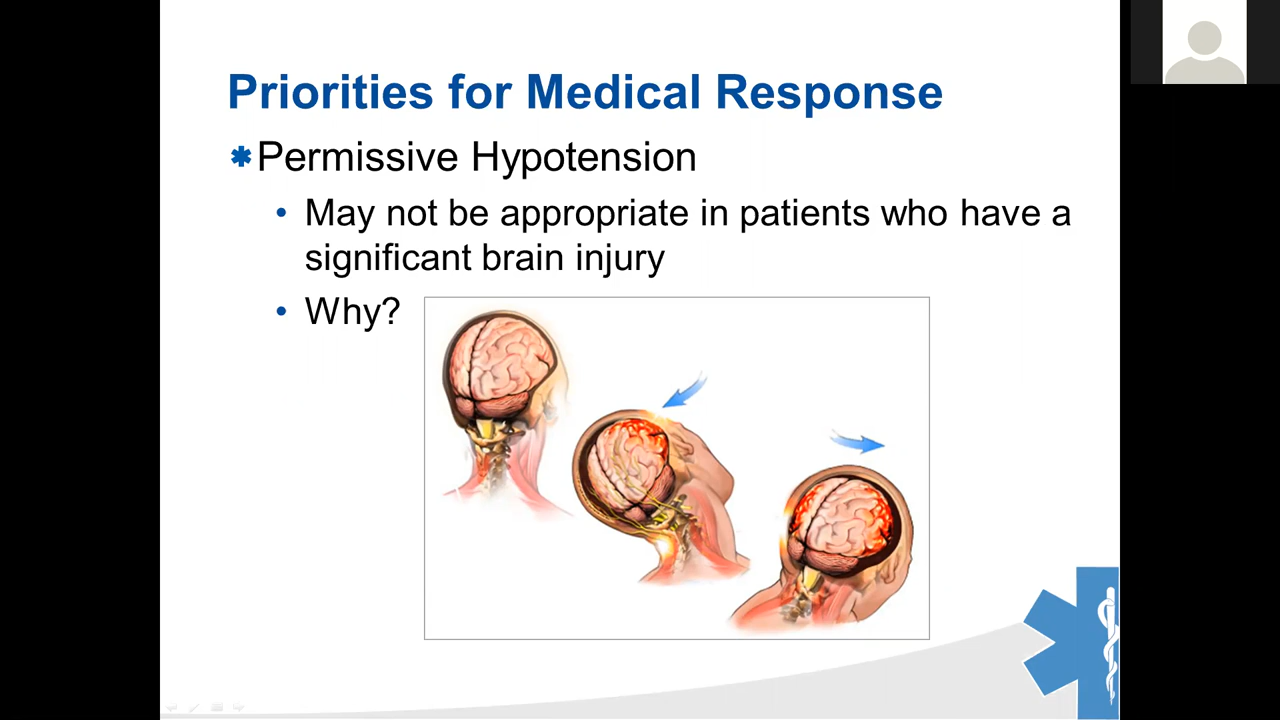 Priorities for Medical Response
Permissive Hypotension
• May not be appropriate in patients who have a
significant brain injury
• Why?